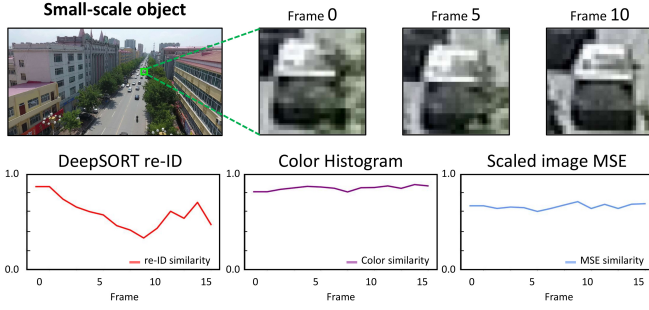 Small-scale object
Frame 0
Frame 5
Frame 10
DeepSORT re-ID
Color Histogram
Scaled image MSE
1.0
0.0
re-ID similarity
0
5
10
15
Frame
1.0
0.0
Color similarity
0
5
10
15
Frame
1.0
0.0
MSE similarity
0
5
10
15
Frame